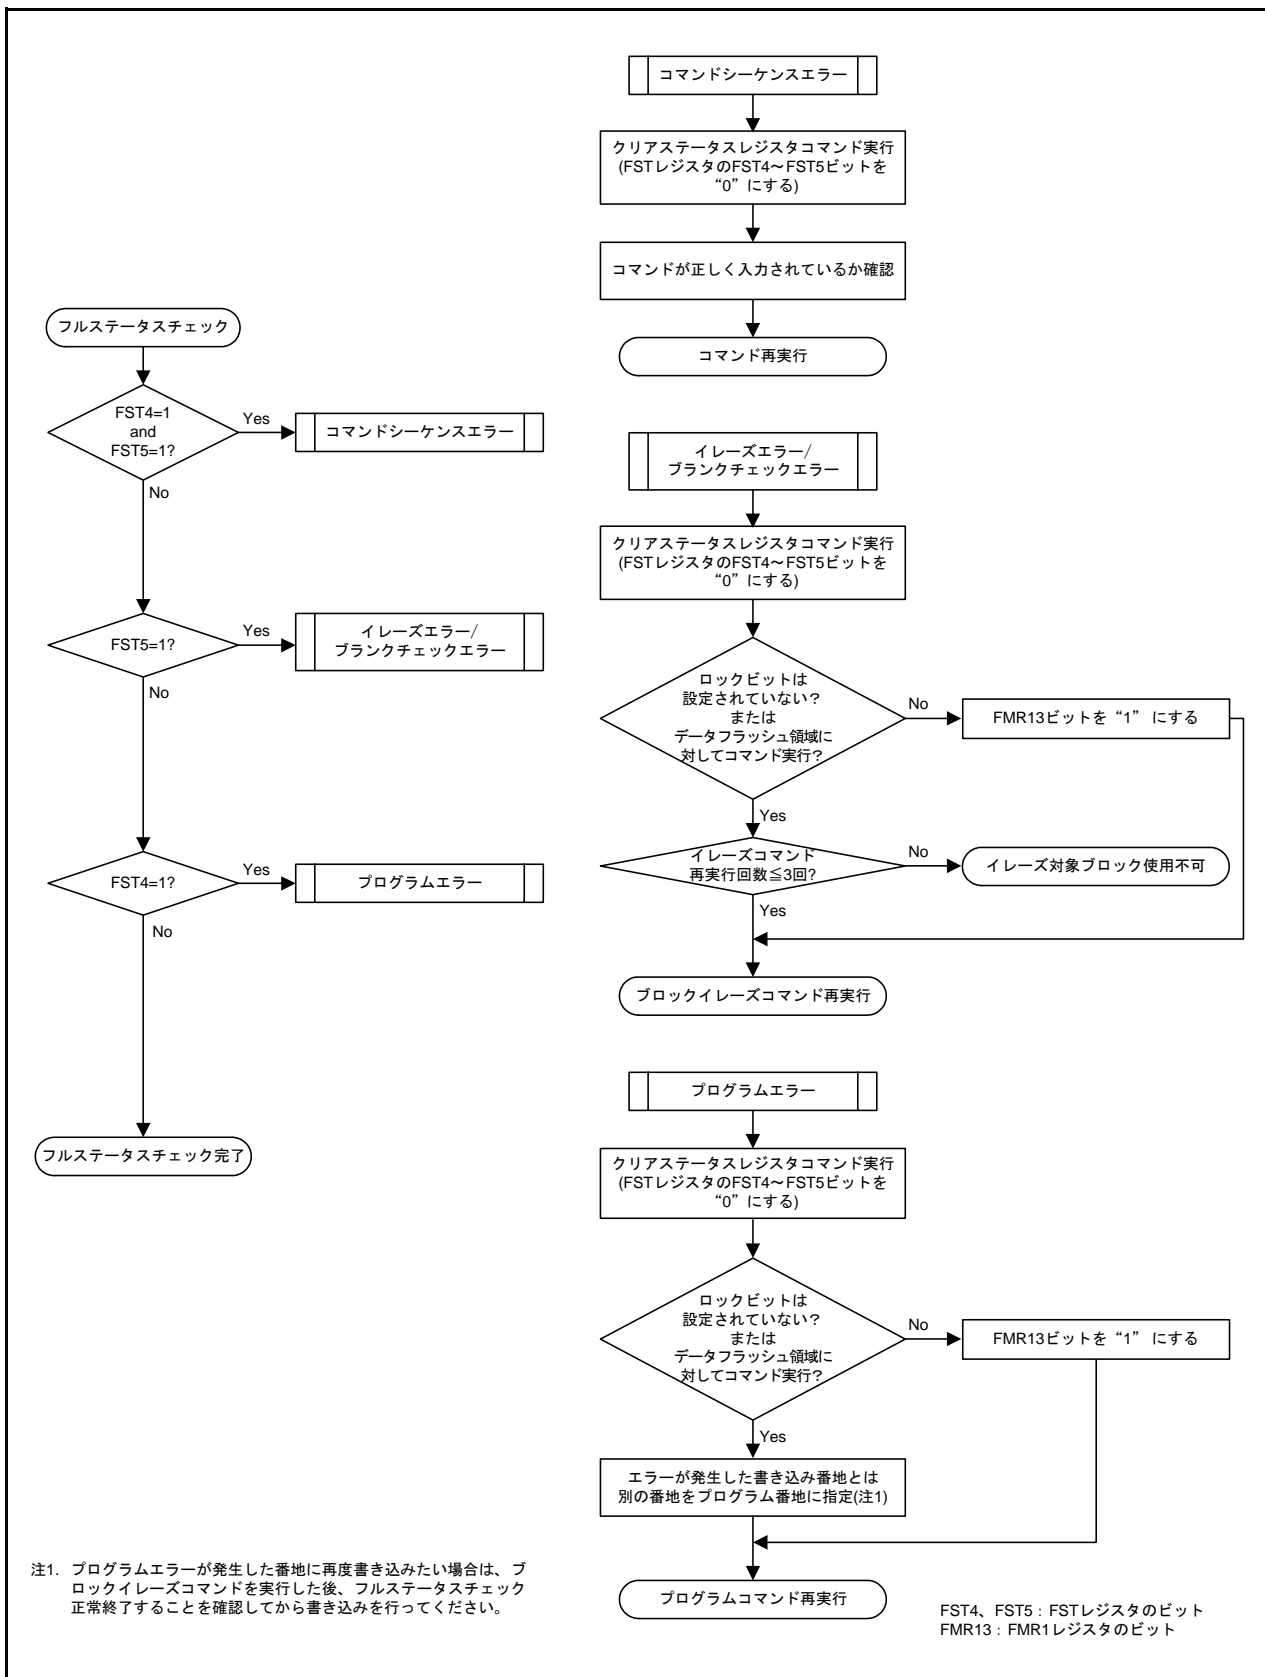 フルステータスチェック
FST4=1
and
FST5=1?
Yes
コマンドシーケンスエラー
No
FST5=1?
Yes
イレーズエラー/
ブランクチェックエラー
No
FST4=1?
Yes
プログラムエラー
No
フルステータスチェック完了
コマンドシーケンスエラー
クリアステータスレジスタコマンド実行
(FSTレジスタのFST4～FST5ビットを
“0”にする)
コマンドが正しく入力されているか確認
コマンド再実行
イレーズエラー/
ブランクチェックエラー
クリアステータスレジスタコマンド実行
(FSTレジスタのFST4～FST5ビットを
“0”にする)
ロックビットは
設定されていない?
または
データフラッシュ領域に
対してコマンド実行?
No
FMR13ビットを“1” にする
Yes
イレーズコマンド
再実行回数≦3回?
No
イレーズ対象ブロック使用不可
Yes
ブロックイレーズコマンド再実行
プログラムエラー
クリアステータスレジスタコマンド実行
(FSTレジスタのFST4～FST5ビットを
“0”にする)
ロックビットは
設定されていない?
または
データフラッシュ領域に
対してコマンド実行?
No
FMR13ビットを“1” にする
Yes
エラーが発生した書き込み番地とは
別の番地をプログラム番地に指定(注1)
プログラムコマンド再実行
注1. プログラムエラーが発生した番地に再度書き込みたい場合は、ブ
ロックイレーズコマンドを実行した後、フルステータスチェック
正常終了することを確認してから書き込みを行ってください。
FST4、FST5：FSTレジスタのビット
FMR13：FMR1レジスタのビット